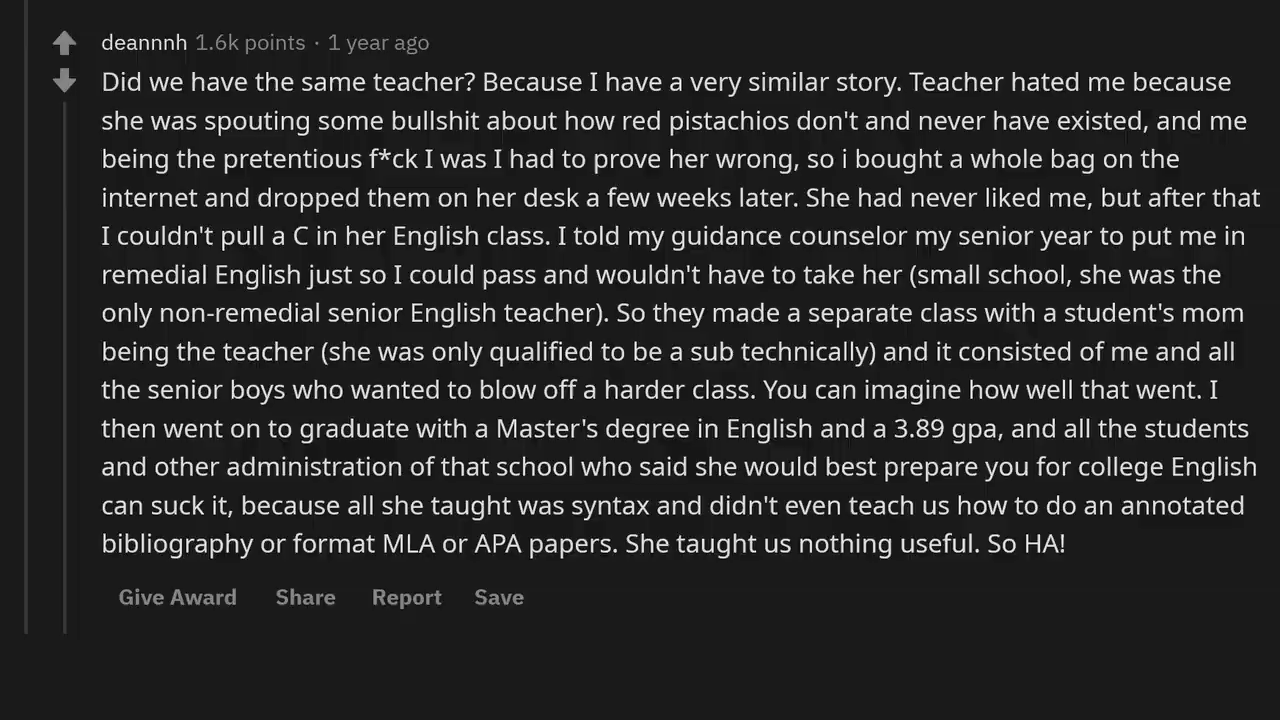 deannnh 1.6k points · 1 year ago
Did we have the same teacher? Because I have a very similar story. Teacher hated me because
she was spouting some bullshit about how red pistachios don't and never have existed, and me
being the pretentious f*ck I was I had to prove her wrong, so i bought a whole bag on the
internet and dropped them on her desk a few weeks later. She had never liked me, but after that
I couldn't pull a C in her English class. I told my guidance counselor my senior year to put me in
remedial English just so I could pass and wouldn't have to take her (small school, she was the
only non-remedial senior English teacher). So they made a separate class with a student's mom
being the teacher (she was only qualified to be a sub technically) and it consisted of me and all
the senior boys who wanted to blow off a harder class. You can imagine how well that went. I
then went on to graduate with a Master's degree in English and a 3.89 gpa, and all the students
and other administration of that school who said she would best prepare you for college English
can suck it, because all she taught was syntax and didn't even teach us how to do an annotated
bibliography or format MLA or APA papers. She taught us nothing useful. So HA!
Give Award Share Report Save